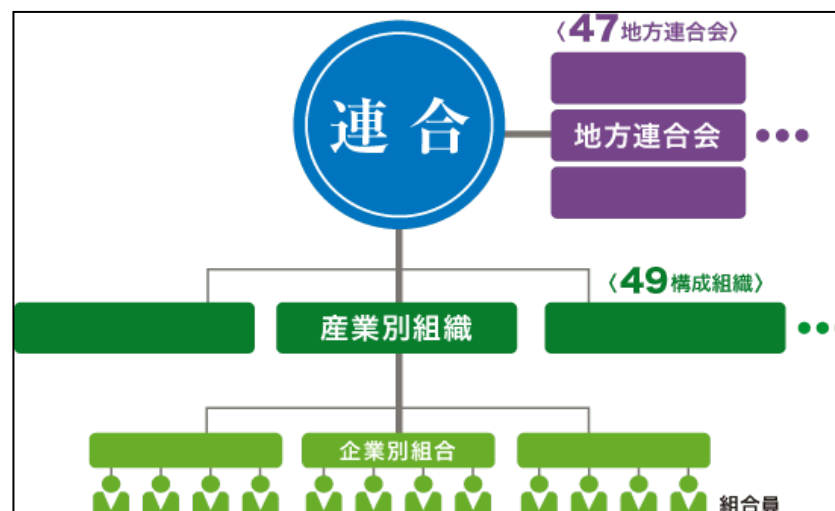 〈47地方連合会〉
連合
地方連合会
〈49構成組織〉
産業別組織
企業別組合
組合員